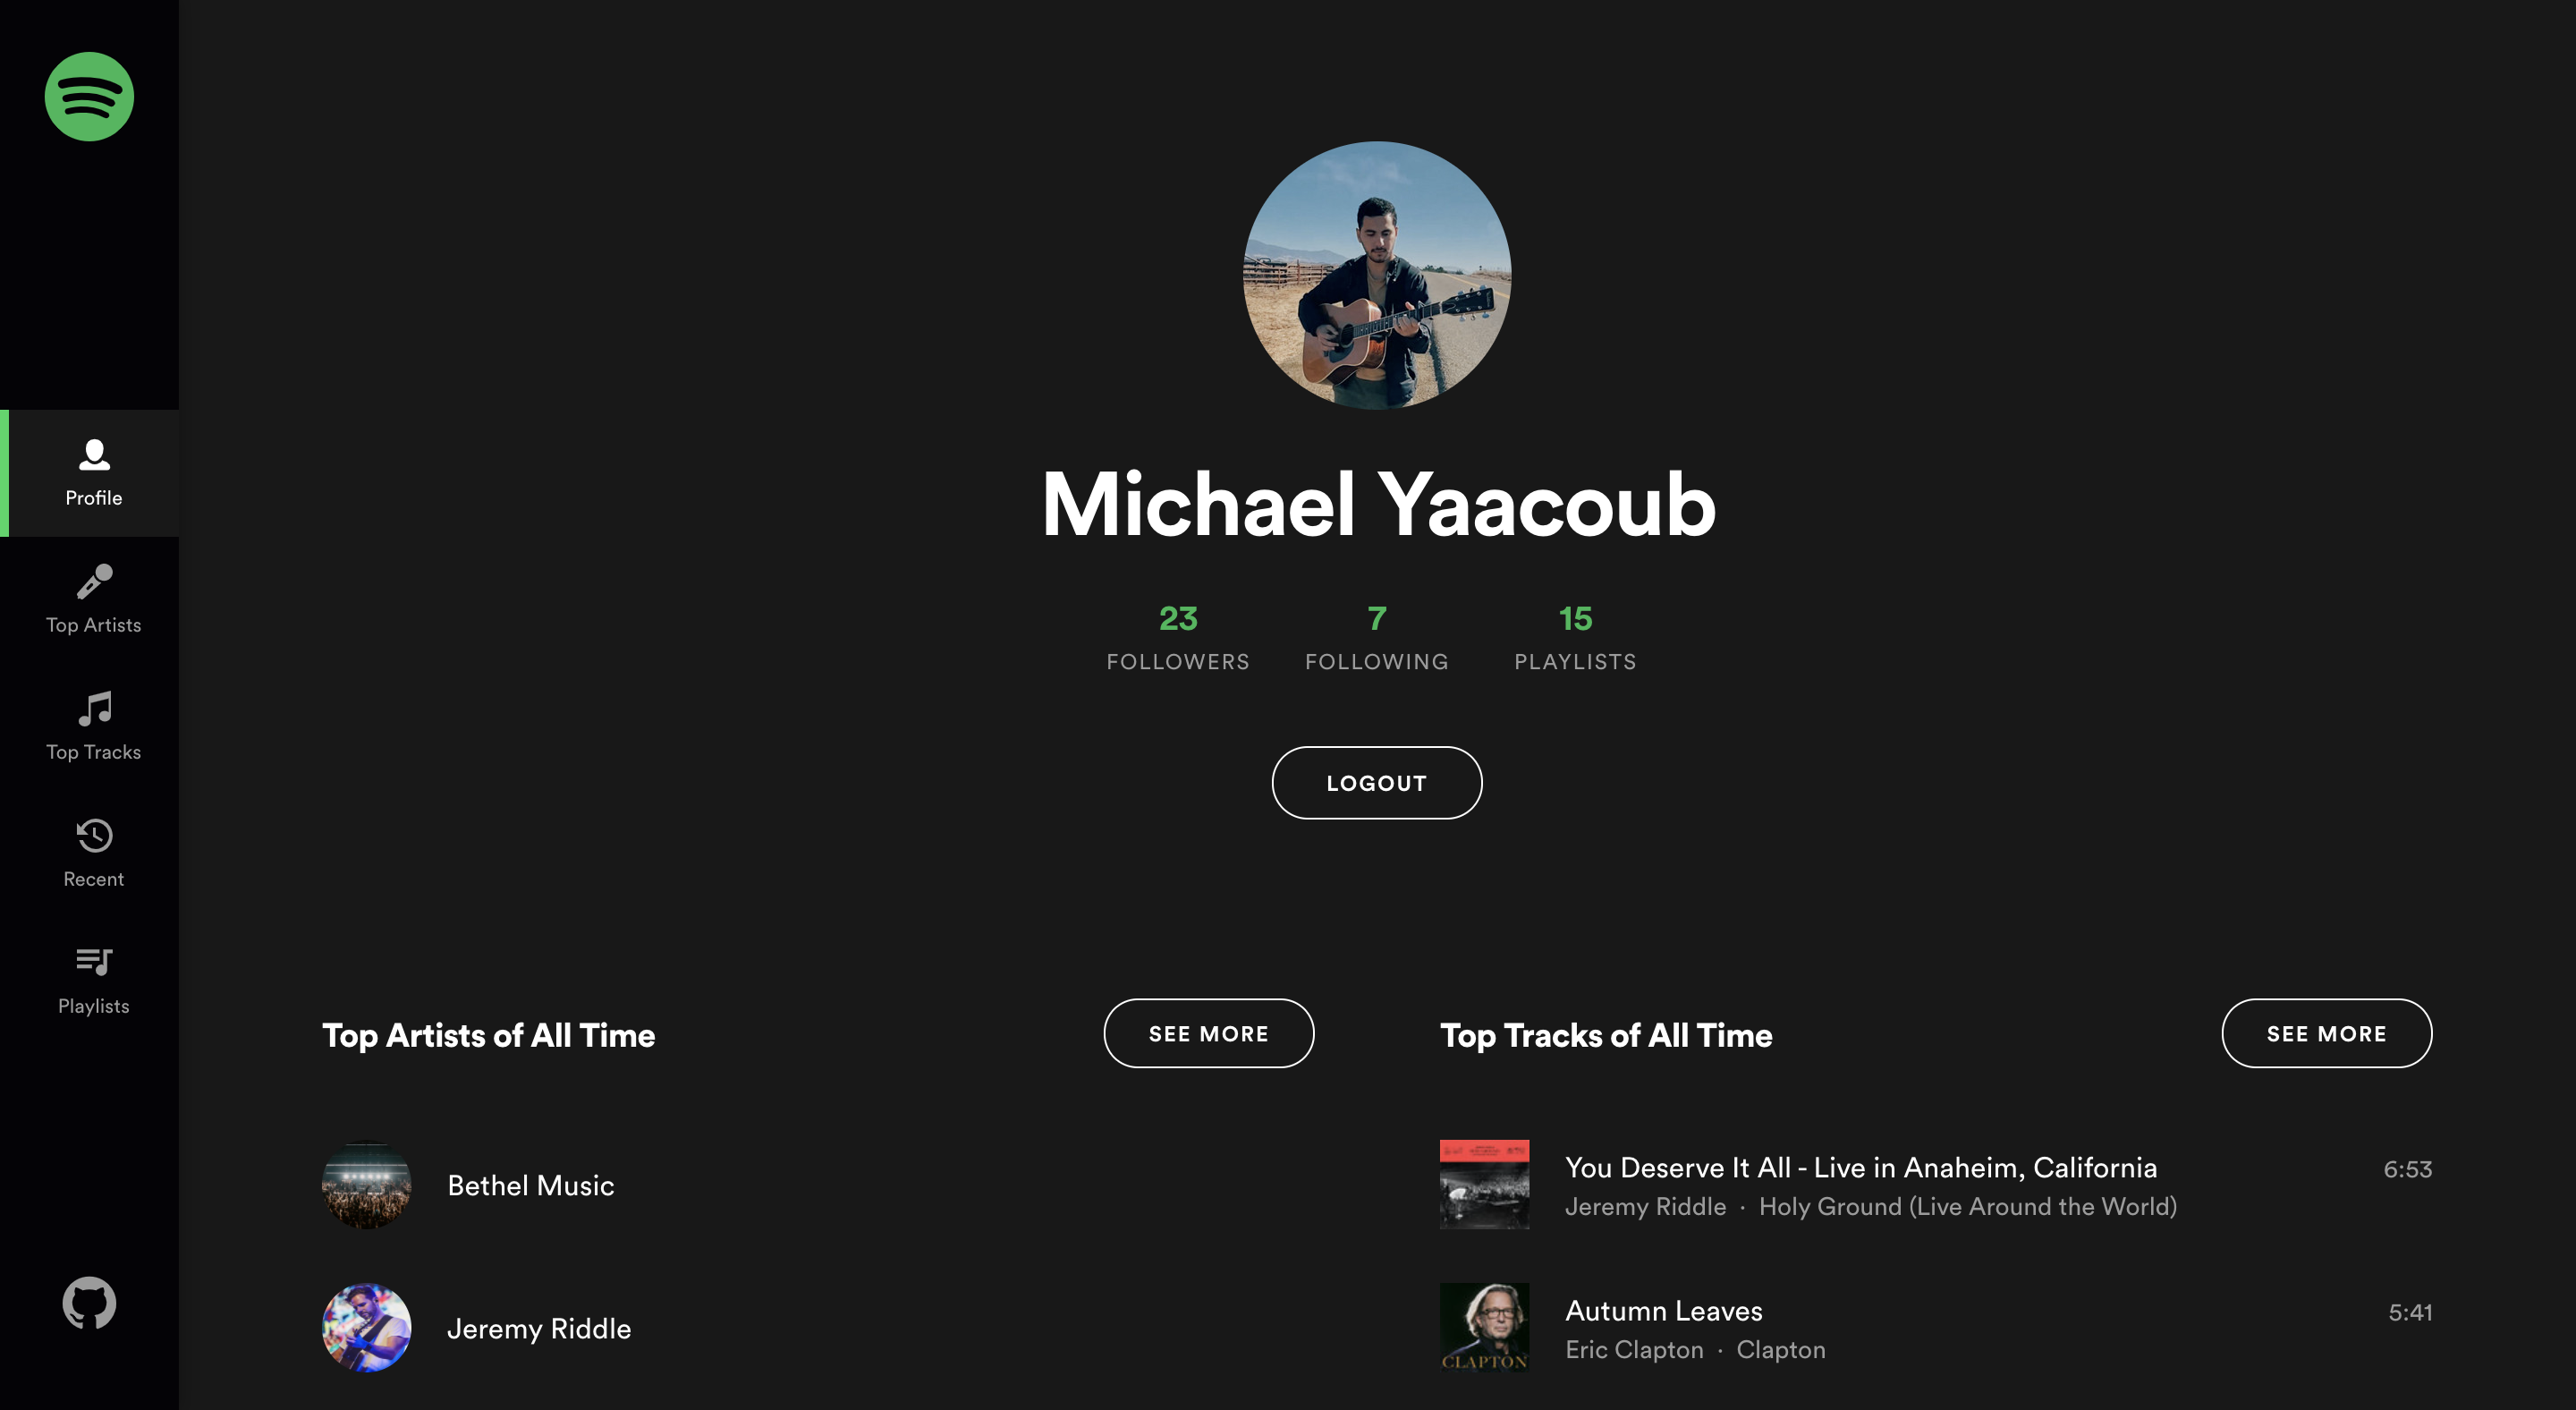 Profile
Top Artists
Top Tracks
Recent
Playlists
Michael Yaacoub
23
FOLLOWERS
7
FOLLOWING
15
PLAYLISTS
LOGOUT
Top Artists of All Time
SEE MORE
Bethel Music
Jeremy Riddle
Top Tracks of All Time
SEE MORE
You Deserve It All - Live in Anaheim, California
6:53
Jeremy Riddle · Holy Ground (Live Around the World)
CLAPTON
Autumn Leaves
5:41
Eric Clapton · Clapton